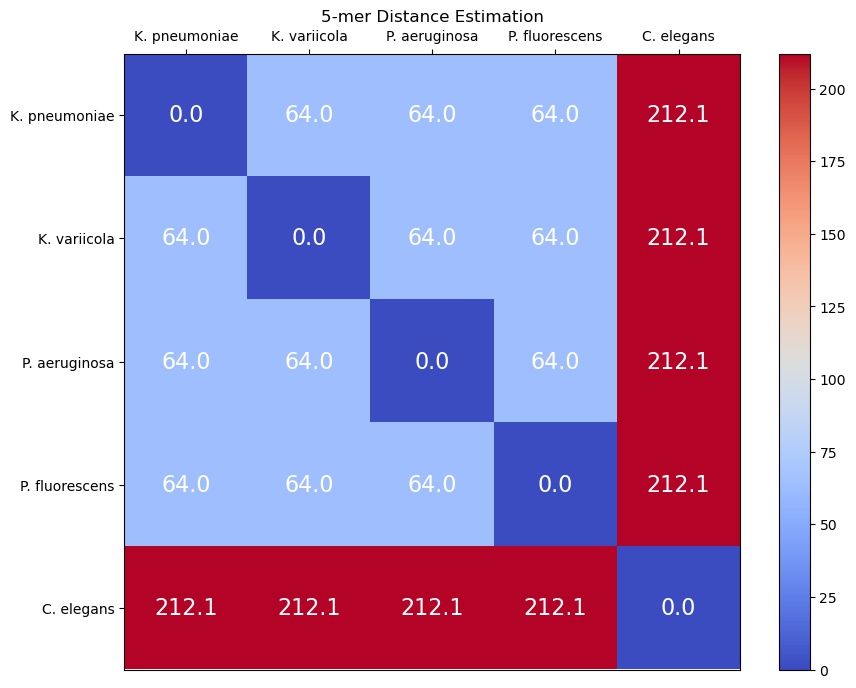 5-mer Distance Estimation
K. pneumoniae K. variicola P. aeruginosa P. fluorescens C. elegans
K. pneumoniae 0.0 64.0 64.0 64.0 212.1
K. variicola 64.0 0.0 64.0 64.0 212.1
P. aeruginosa 64.0 64.0 0.0 64.0 212.1
P. fluorescens 64.0 64.0 64.0 0.0 212.1
C. elegans 212.1 212.1 212.1 212.1 0.0
200
175
150
125
100
75
50
25
0